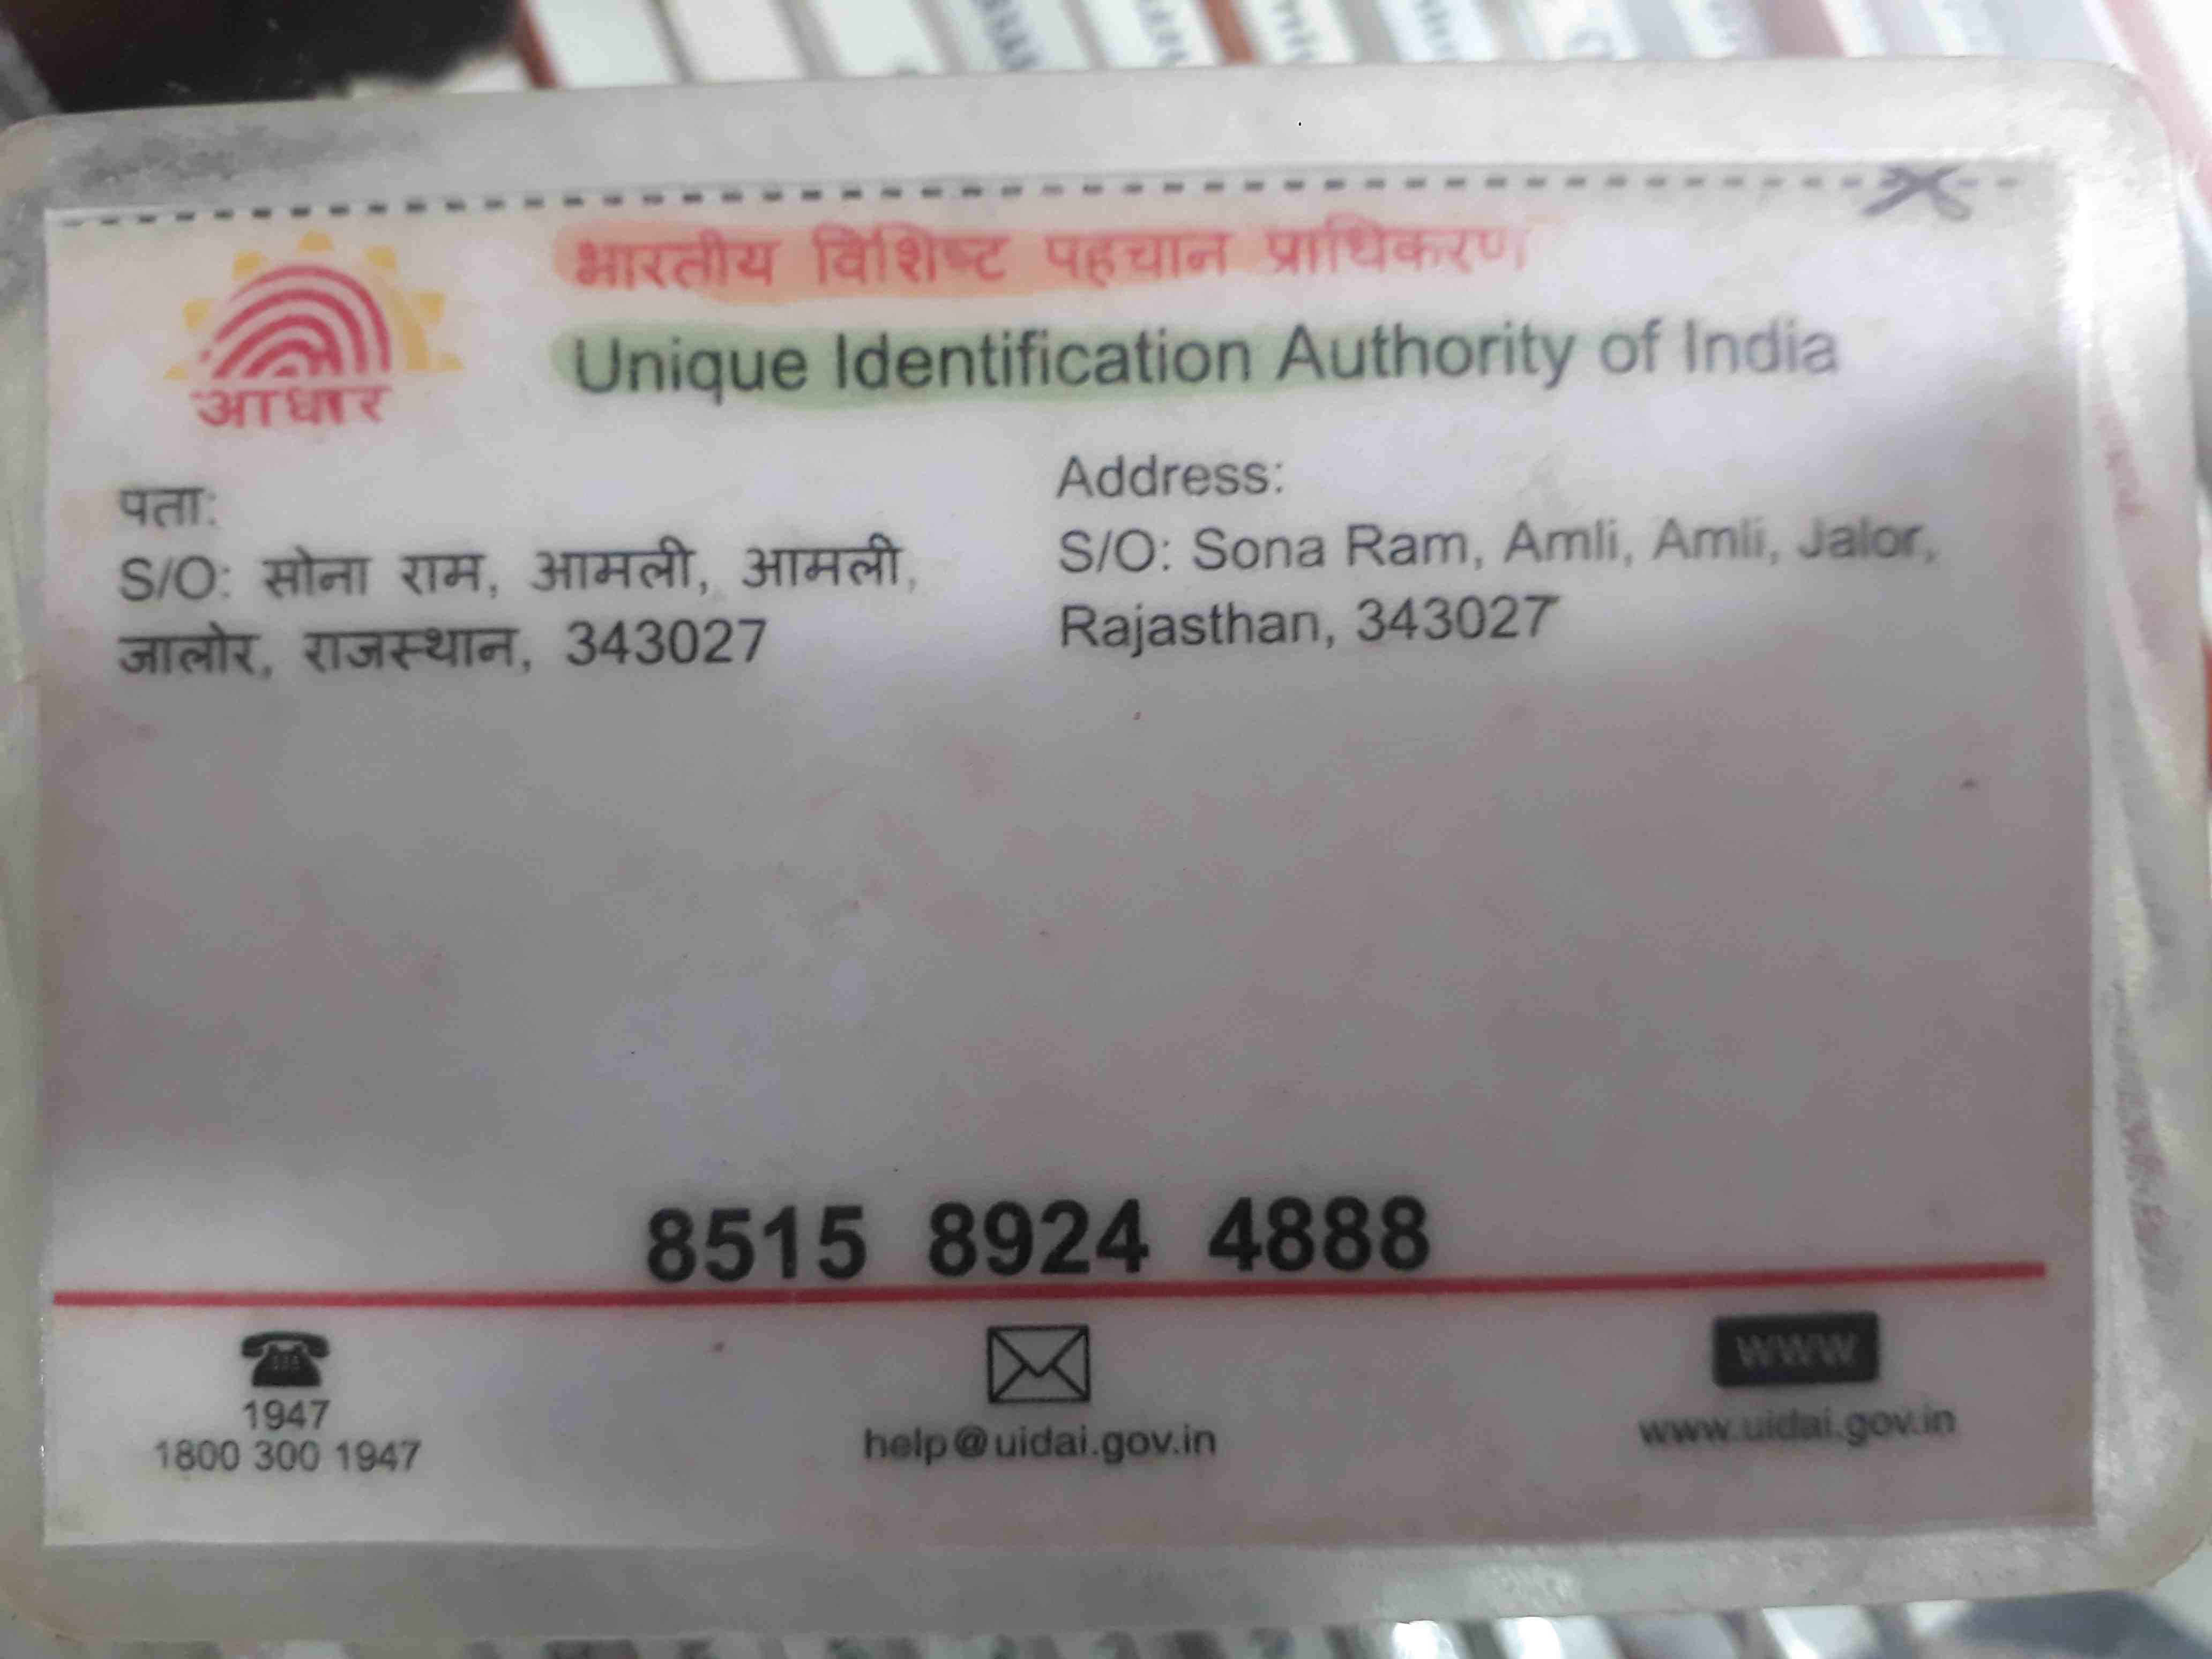 भारतीय विशिष्ट पहचान प्राधिकरण
Unique Identification Authority of India
आधार
पता:
S/O: सोना राम, आमली, आमली,
जालोर, राजस्थान, 343027
Address:
S/O: Sona Ram, Amli, Amli, Jalor,
Rajasthan, 343027
8515 8924 4888
1947
1800 300 1947
help@uidai.gov.in
WWW
www.uidai.gov.in